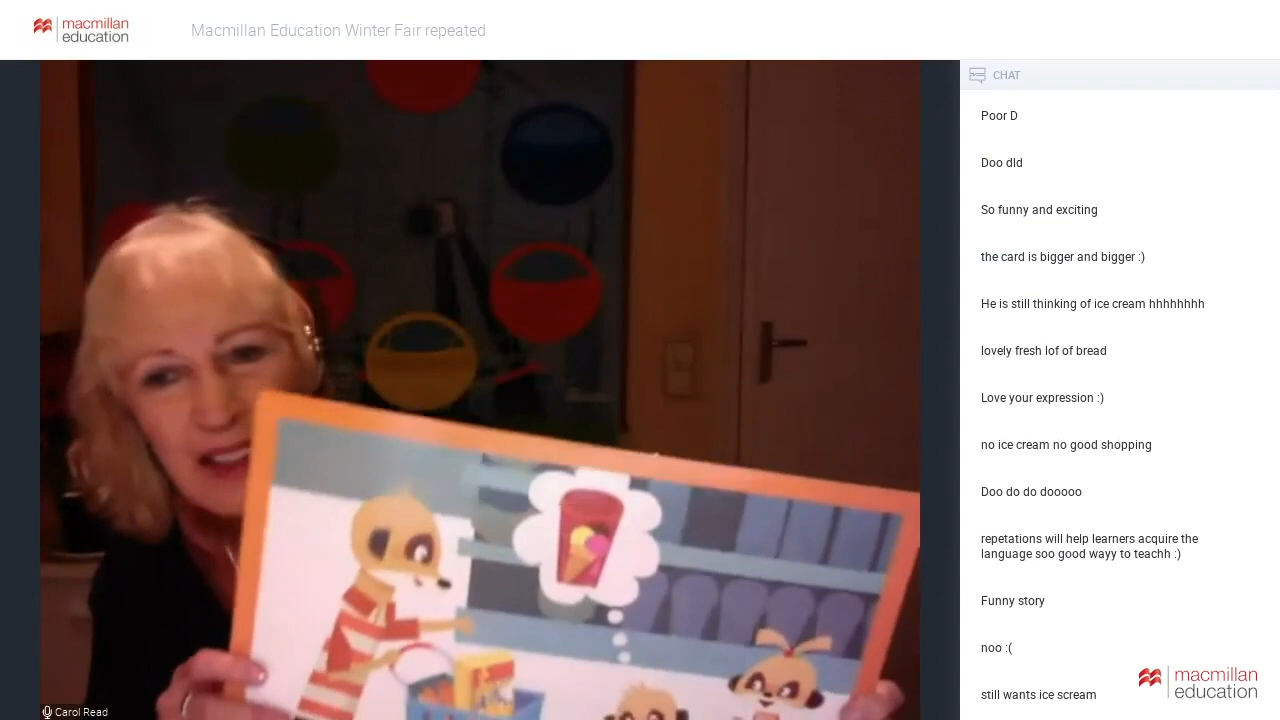 macmillan
education
Macmillan Education Winter Fair repeated
CHAT
Poor D
Doo dld
So funny and exciting
the card is bigger and bigger :)
He is still thinking of ice cream hhhhhhhh
lovely fresh lof of bread
Love your expression :)
no ice cream no good shopping
Doo do do dooooo
repetations will help learners acquire the
language soo good wayy to teachh :)
Funny story
noo :(
still wants ice scream
macmillan
education
Carol Read